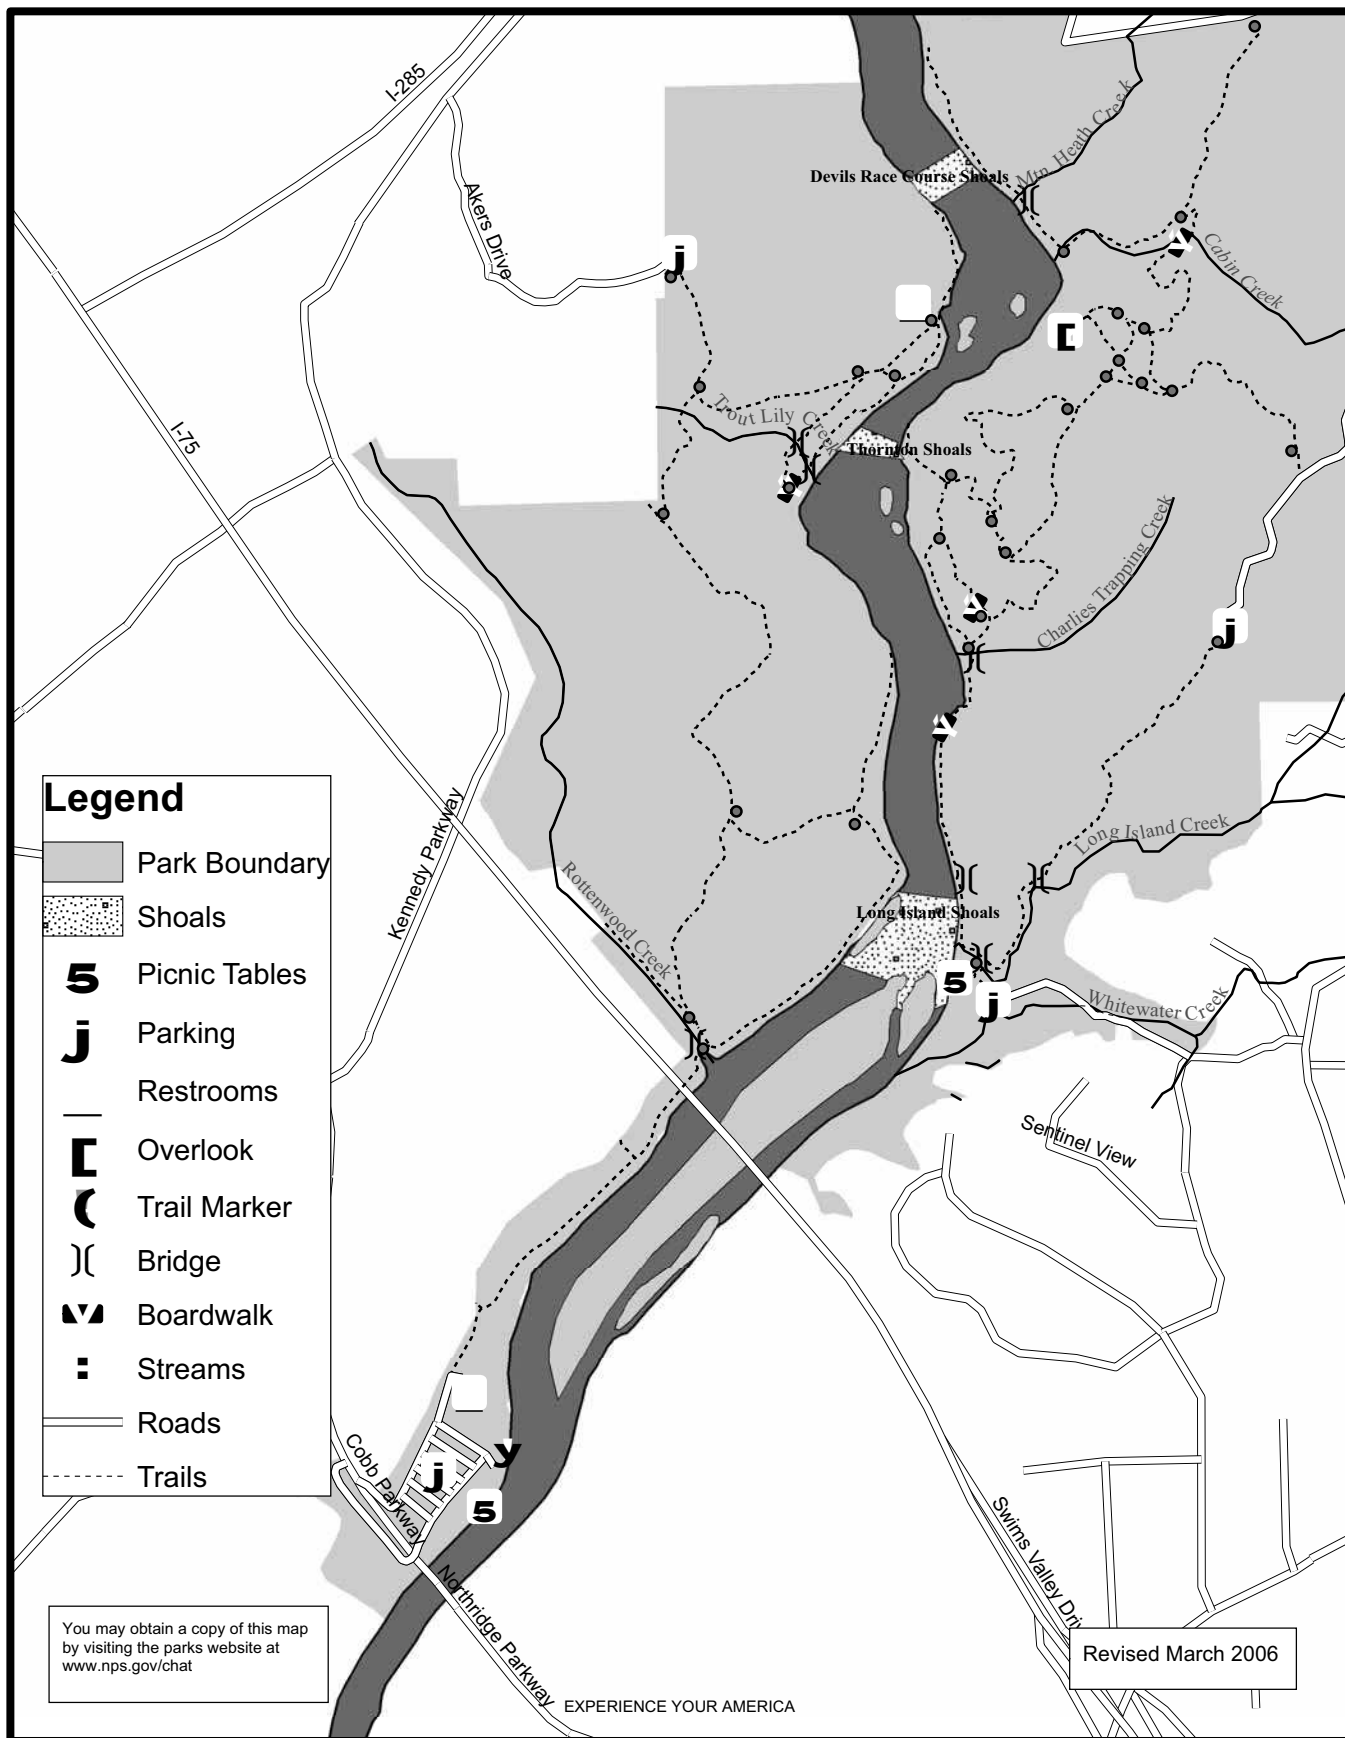 I-285
Akers Drive
I-75
Devils Race Course Shoals
Mtn. Heath Creek
Cabin Creek
j
[
Trout Lily Creek
Thornton Shoals
Charlies Trapping Creek
j
Long Island Creek
Kennedy Parkway
Rottenwood Creek
Long Island Shoals
5
j
Whitewater Creek
Sentinel View
Legend
Park Boundary
Shoals
5 Picnic Tables
j Parking
Restrooms
[ Overlook
Trail Marker
Bridge
Boardwalk
Streams
Roads
Trails
Cobb Parkway
j
y
5
Northridge Parkway
Swims Valley Driv
You may obtain a copy of this map
by visiting the parks website at
www.nps.gov/chat
EXPERIENCE YOUR AMERICA
Revised March 2006